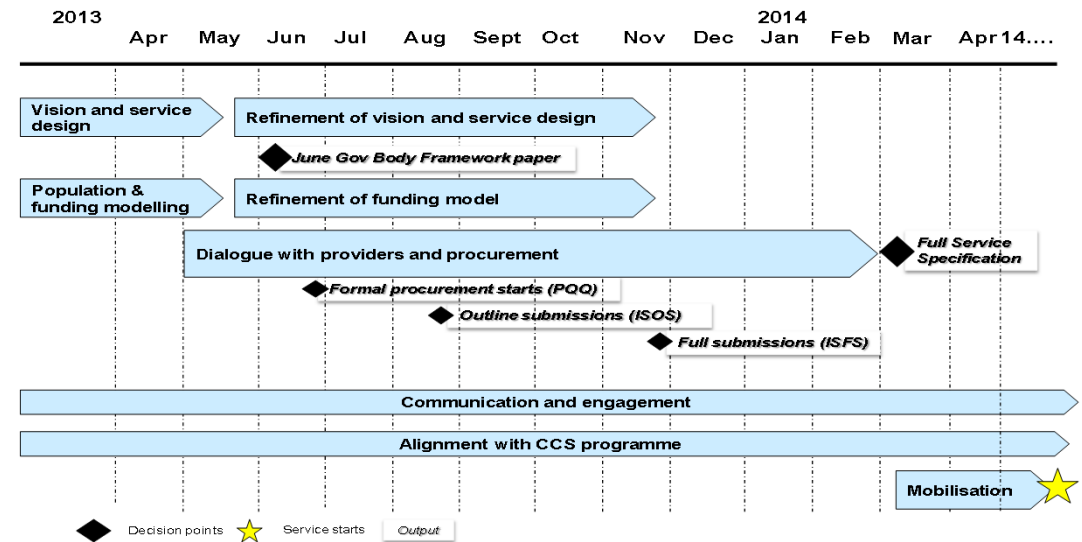 2013
2014
Apr May Jun Jul Aug Sept Oct Nov Dec Jan Feb Mar Apr14....
Vision and service
design
Refinement of vision and service design
June Gov Body Framework paper
Population &
funding modelling
Refinement of funding model
Dialogue with providers and procurement
Full Service
Specification
Formal procurement starts (PQQ)
Outline submissions (ISOS)
Full submissions (ISFS)
Communication and engagement
Alignment with CCS programme
Mobilisation
Decision points
Service starts
Output